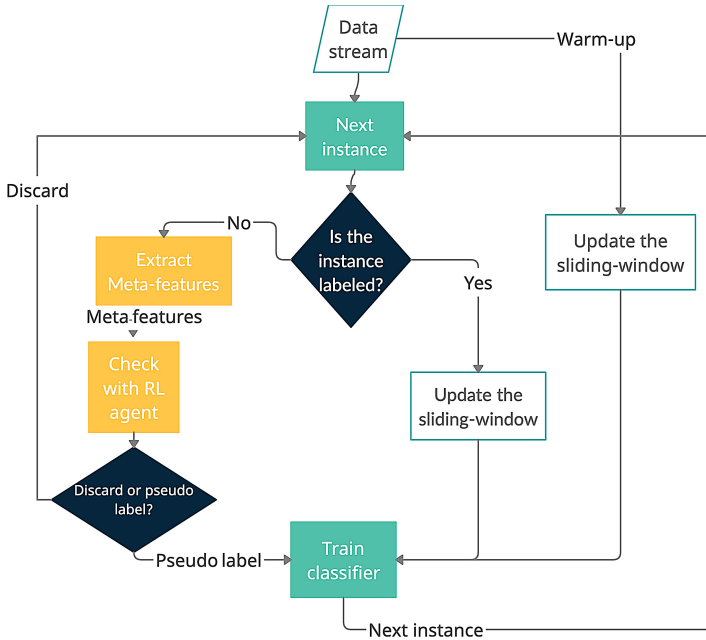 Data
stream
Warm-up
Next
instance
Discard
No
Is the
instance
labeled?
Extract
Meta-features
Update the
sliding-window
Yes
Meta features
Check
with RL
agent
Update the
sliding-window
Discard or pseudo
label?
Pseudo label
Train
classifier
Next instance